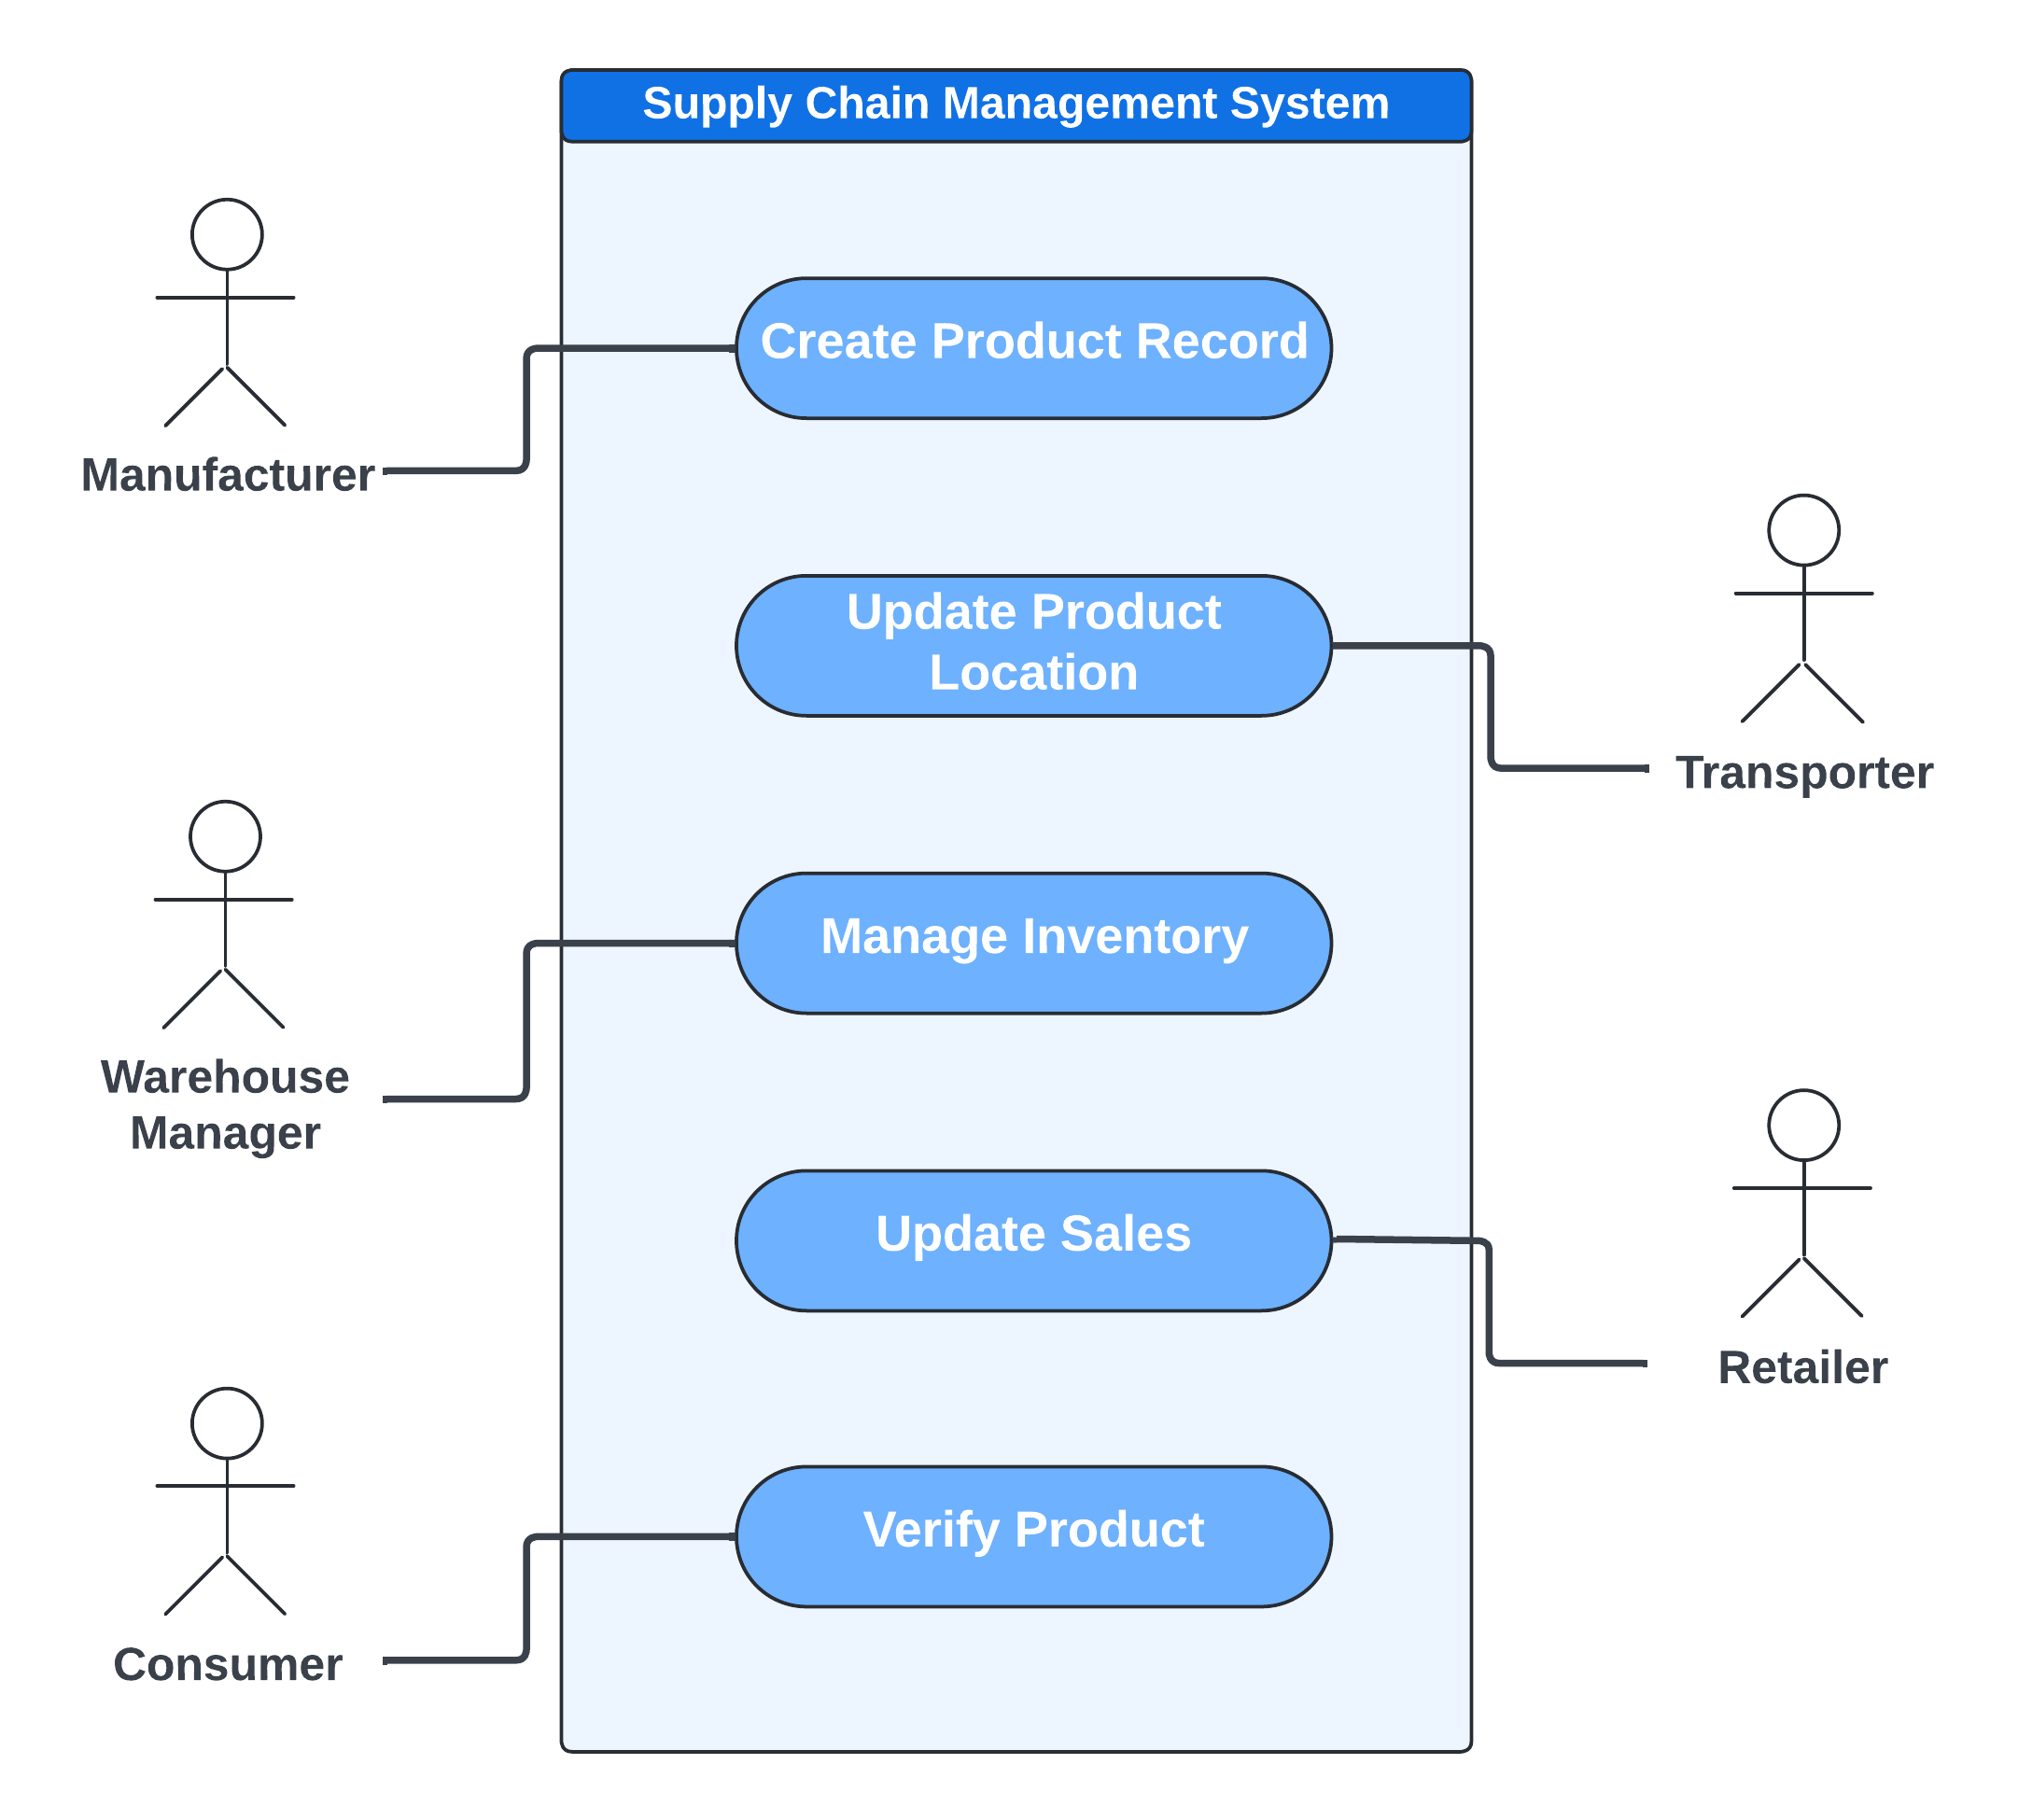 Supply Chain Management System
Create Product Record
Manufacturer
Update Product
Location
Transporter
Manage Inventory
Warehouse
Manager
Update Sales
Retailer
Verify Product
Consumer